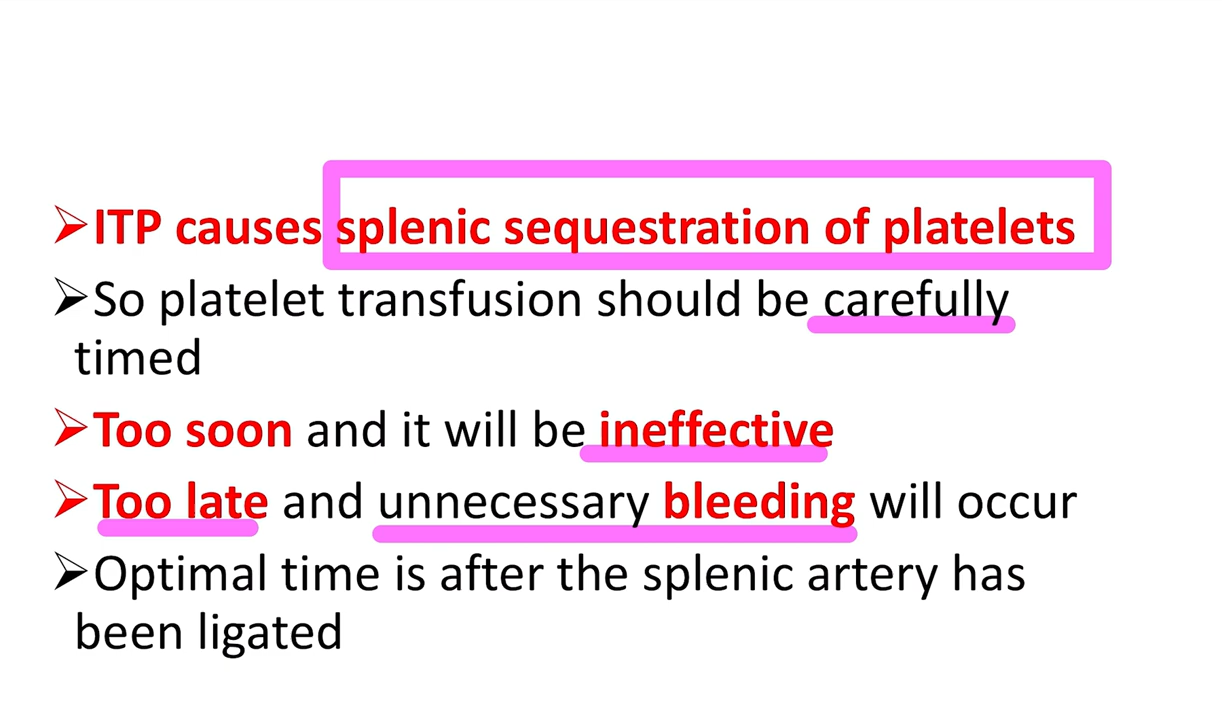 ➢ITP causes splenic sequestration of platelets
➢So platelet transfusion should be carefully
timed
➢Too soon and it will be ineffective
➢Too late and unnecessary bleeding will occur
➢Optimal time is after the splenic artery has
been ligated